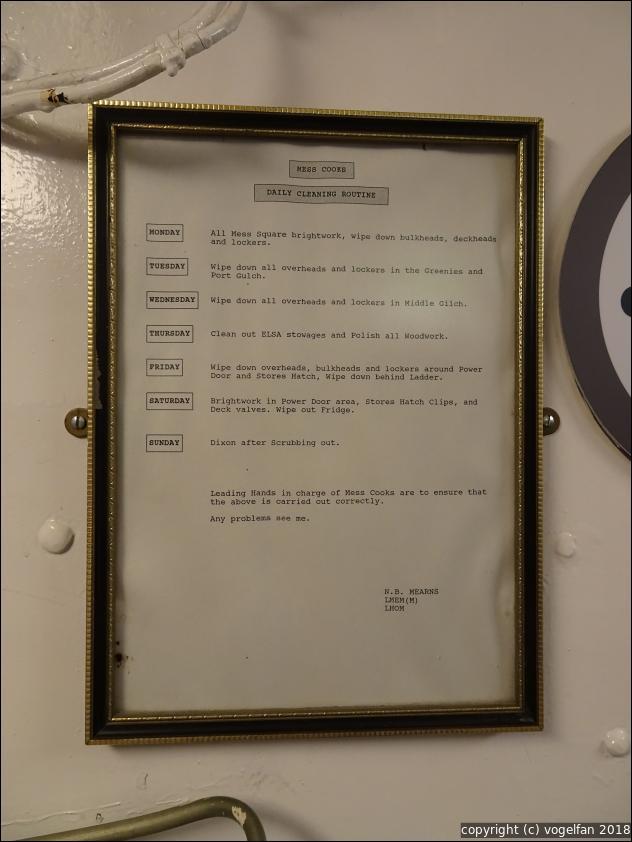 MESS COOKS
DAILY CLEANING ROUTINE
MONDAY All Mess Square brightwork, wipe down bulkheads, deckheads
and lockers.
TUESDAY Wipe down all overheads and lockers in the Greenies and
Port Gulch.
WEDNESDAY Wipe down all overheads and lockers in Middle Gilch.
THURSDAY Clean out ELSA stowages and Polish all Woodwork.
FRIDAY Wipe down overheads, bulkheads and lockers around Power
Door and Stores Hatch, Wipe down behind Ladder.
SATURDAY Brightwork in Power Door area, Stores Hatch Clips, and
Deck valves. Wipe out Fridge.
SUNDAY Dixon after Scrubbing out.
Leading Hands in charge of Mess Cooks are to ensure that
the above is carried out correctly.
Any problems see me.
N.B. MEARNS
LMEM(M)
LHOM
copyright (c) vogelfan 2018